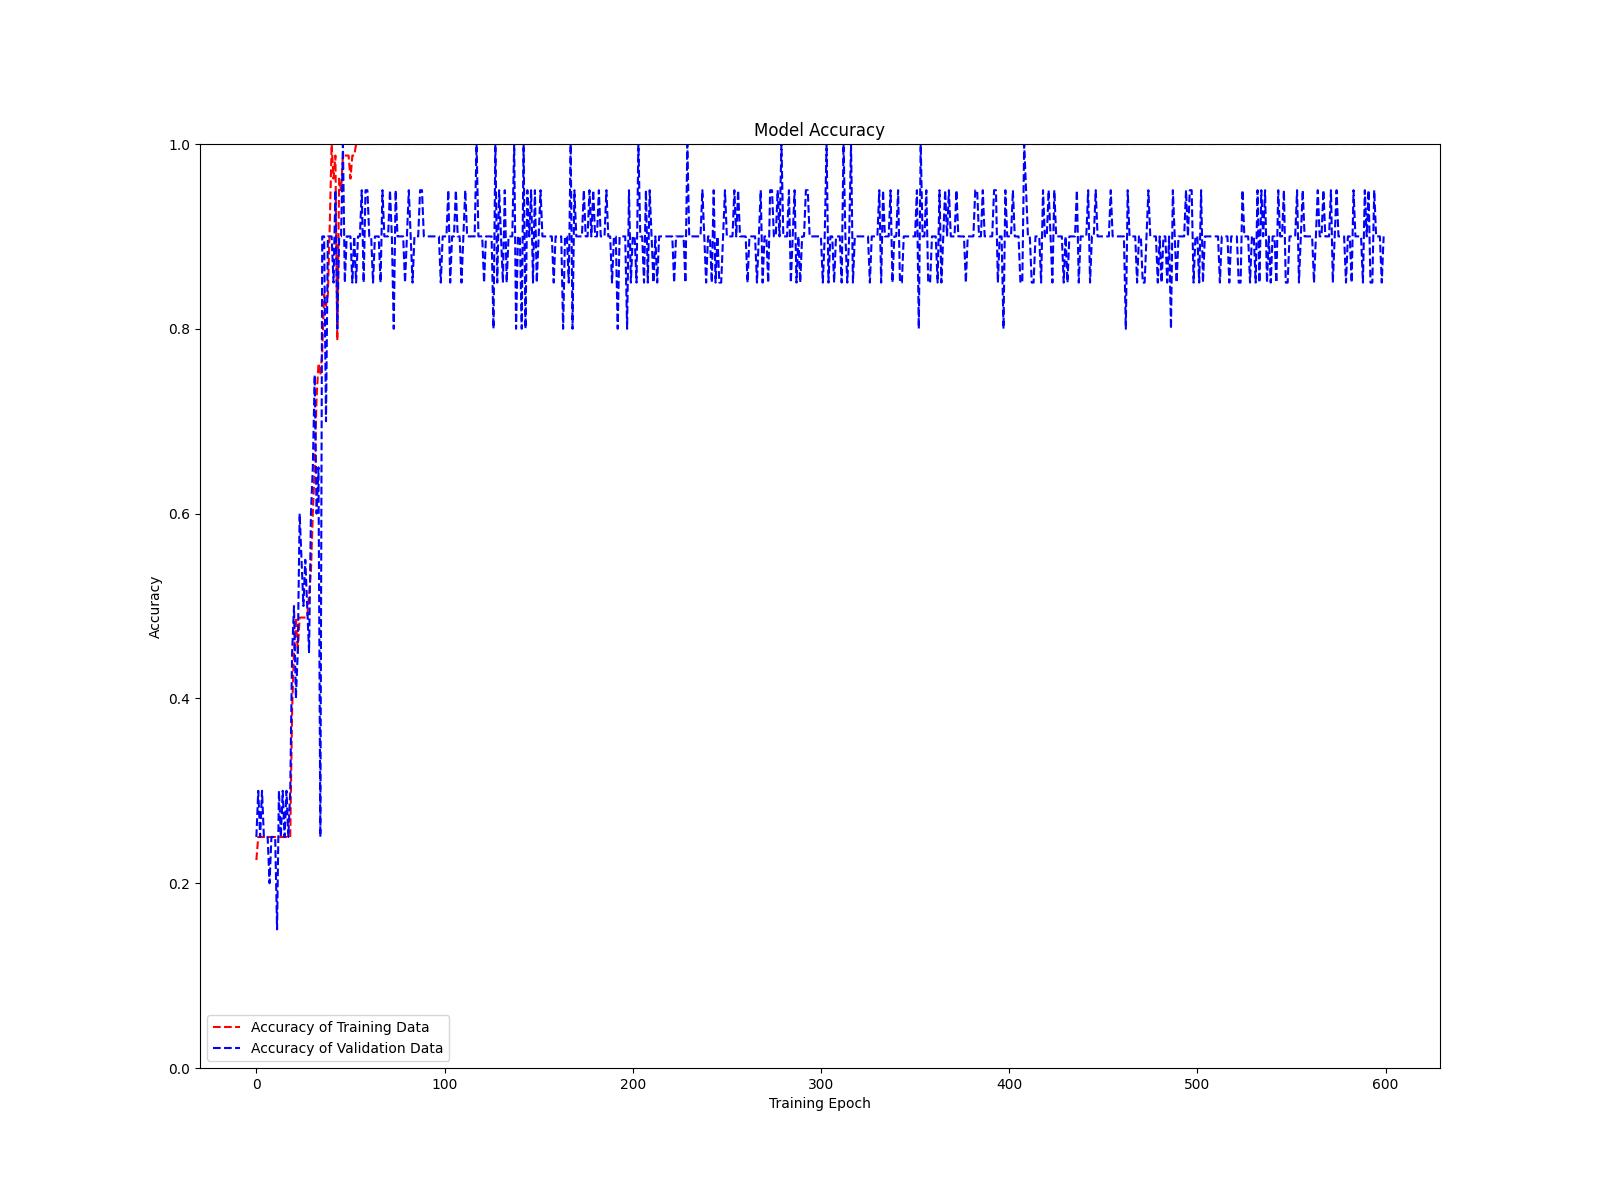 Model Accuracy
1.0
0.8
0.6
0.4
0.2
0.0
Accuracy
Accuracy of Training Data
Accuracy of Validation Data
0 100 200 300 400 500 600
Training Epoch